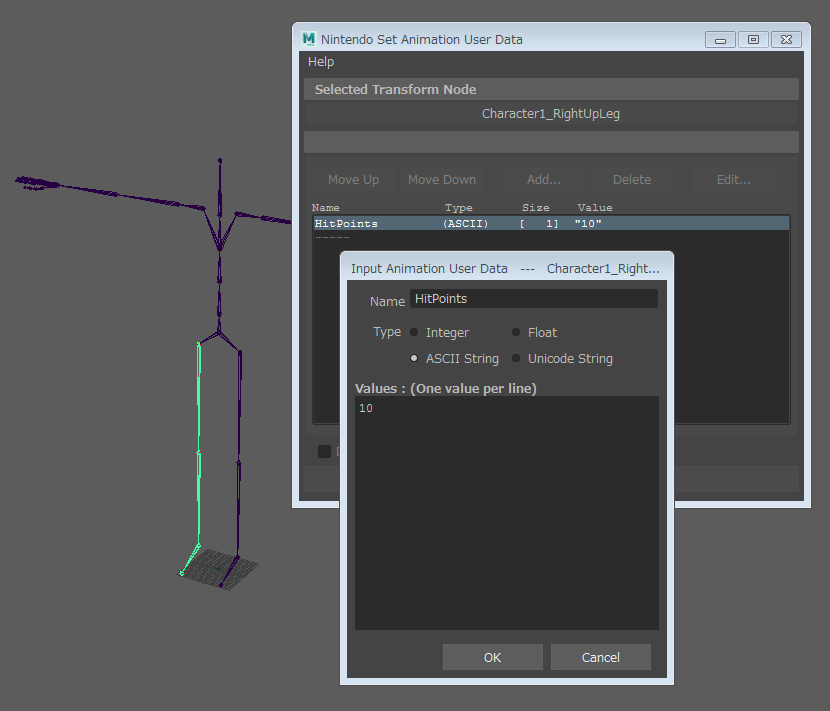 Nintendo Set Animation User Data
Help
Selected Transform Node
Character1_RightUpLeg
Move Up Move Down Add... Delete Edit...
Name Type Size Value
HitPoints (ASCII) [ 1] "10"
-----
Input Animation User Data --- Character1_Right...
Name HitPoints
Type Integer Float
ASCII String Unicode String
Values : (One value per line)
10
OK Cancel